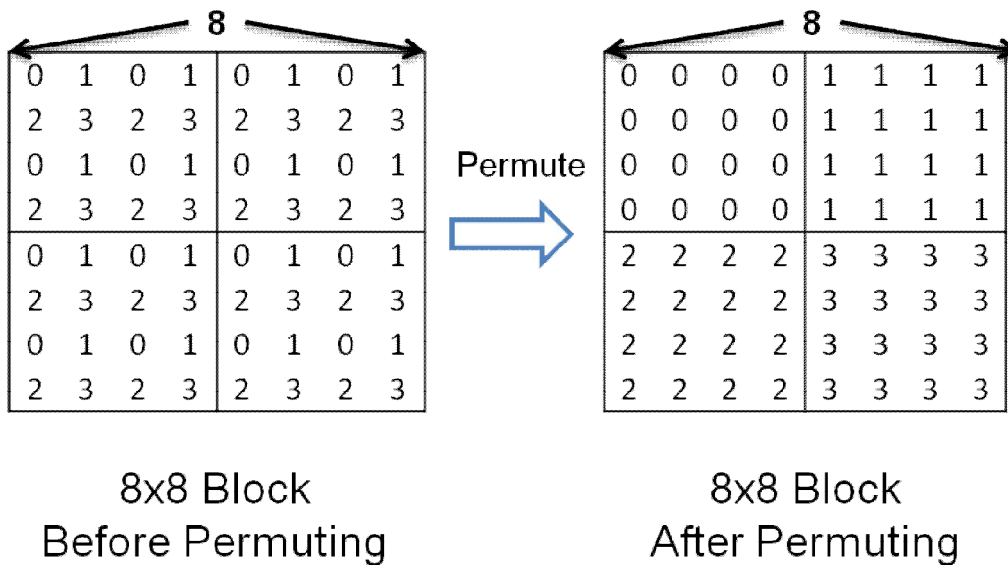 8 8
0 1 0 1 0 1 0 1 0 0 0 0 1 1 1 1
2 3 2 3 2 3 2 3 0 0 0 0 1 1 1 1
0 1 0 1 0 1 0 1 0 0 0 0 1 1 1 1
Permute
2 3 2 3 2 3 2 3 0 0 0 0 1 1 1 1
0 1 0 1 0 1 0 1 2 2 2 2 3 3 3 3
2 3 2 3 2 3 2 3 2 2 2 2 3 3 3 3
0 1 0 1 0 1 0 1 2 2 2 2 3 3 3 3
2 3 2 3 2 3 2 3 2 2 2 2 3 3 3 3
8x8 Block
Before Permuting
8x8 Block
After Permuting